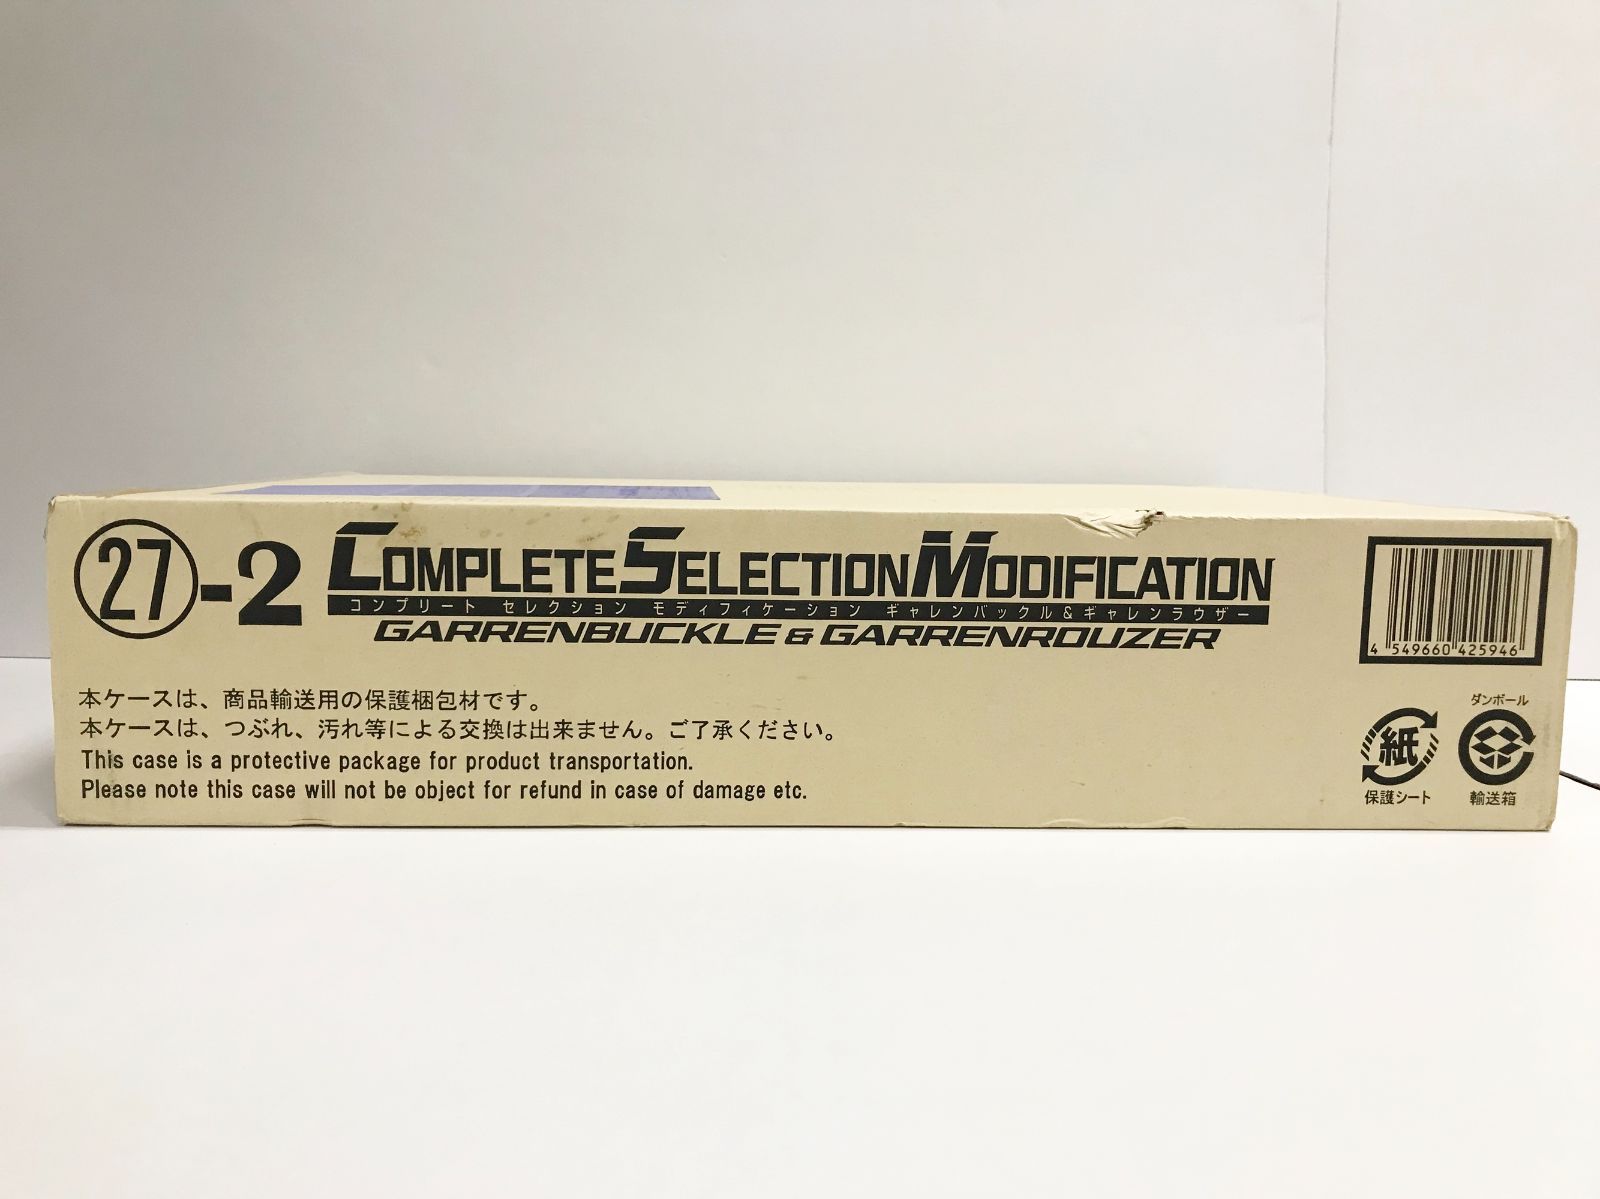 ㉗-2 COMPLETE SELECTION MODIFICATION
コンプリート セレクション モディフィケーション ギャレンバックル&ギャレンラウザー
GARRENBUCKLE & GARRENROUZER
4 549660 425946
本ケースは、商品輸送用の保護梱包材です。
本ケースは、つぶれ、汚れ等による交換は出来ません。ご了承ください。
This case is a protective package for product transportation.
Please note this case will not be object for refund in case of damage etc.
紙
保護シート
ダンボール
輸送箱